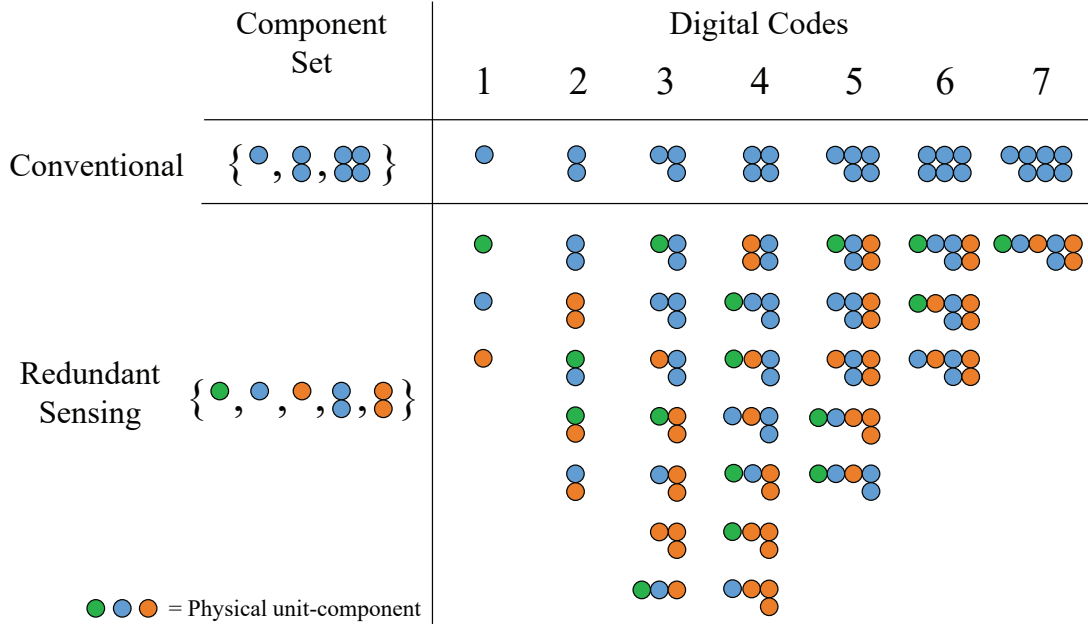 Component
Set
Digital Codes
1 2 3 4 5 6 7
Conventional
{ , , }
Redundant
Sensing
{ , , , , }
= Physical unit-component